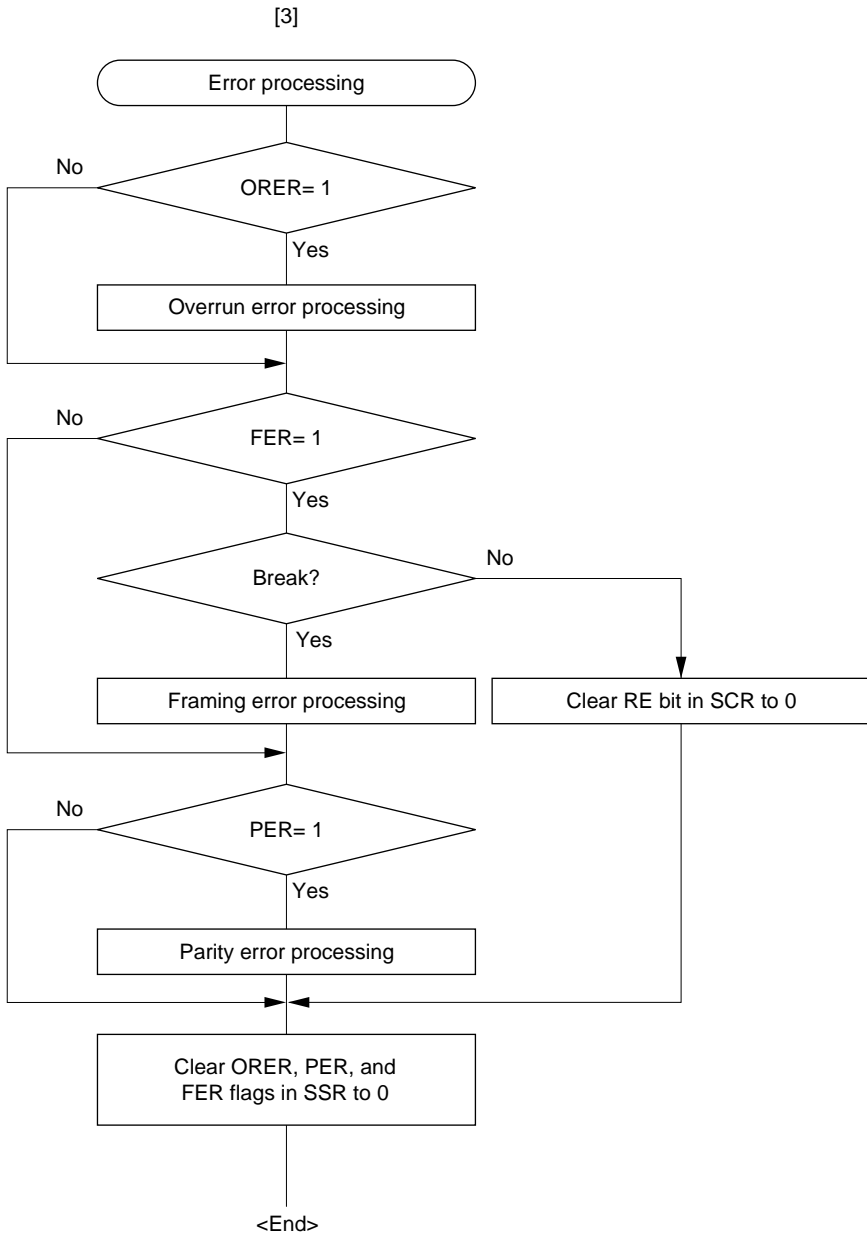 [3]
Error processing
No
ORER= 1
Yes
Overrun error processing
No
FER= 1
Yes
Break?
No
Yes
Framing error processing
Clear RE bit in SCR to 0
No
PER= 1
Yes
Parity error processing
Clear ORER, PER, and
FER flags in SSR to 0
<End>